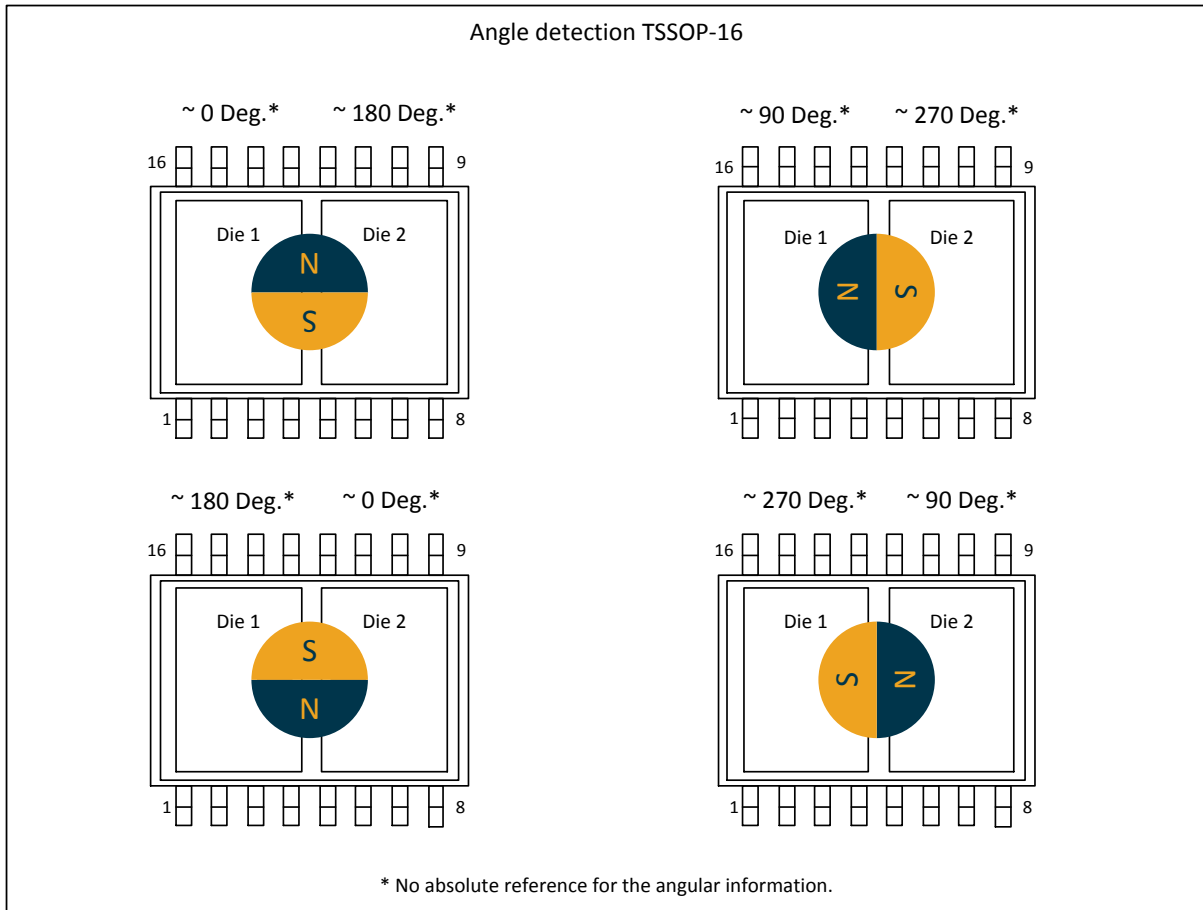 Angle detection TSSOP-16
~ 0 Deg.* ~ 180 Deg.*
16 9
Die 1 Die 2
N
S
1 8
~ 90 Deg.* ~ 270 Deg.*
16 9
Die 1 Die 2
N S
1 8
~ 180 Deg.* ~ 0 Deg.*
16 9
Die 1 Die 2
S
N
1 8
~ 270 Deg.* ~ 90 Deg.*
16 9
Die 1 Die 2
S N
1 8
* No absolute reference for the angular information.